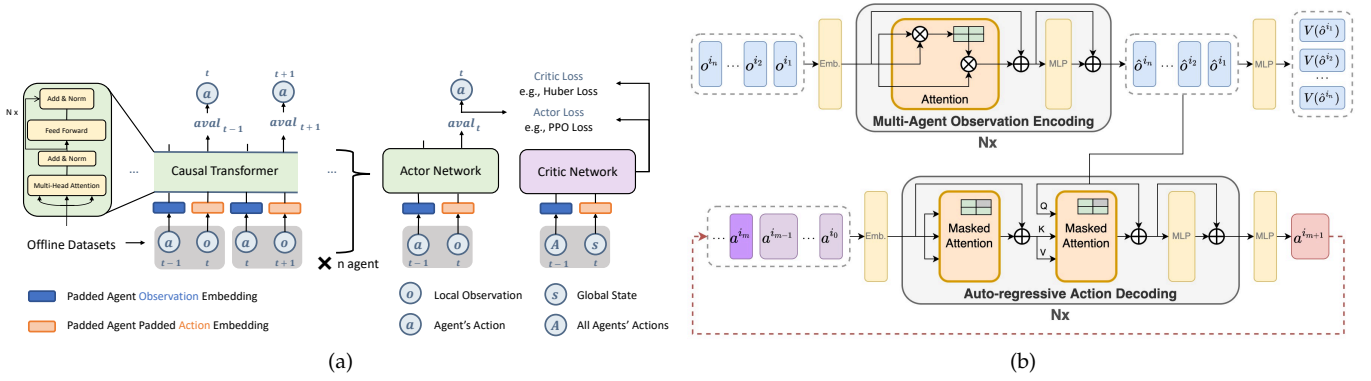 N x
Add & Norm
Feed Forward
Add & Norm
Multi-Head Attention
t
t + 1
a
a
aval t − 1
aval t + 1
...
Causal Transformer
...
Offline Datasets
a
o
a
o
t − 1
t
t
t + 1
× n agent
t
a
aval t
Critic Loss
e.g., Huber Loss
Actor Loss
e.g., PPO Loss
Actor Network
Critic Network
a
o
A
s
t − 1
t
t − 1
t
Padded Agent Observation Embedding
Padded Agent Padded Action Embedding
o Local Observation
s Global State
a Agent's Action
A All Agents' Actions
(a)
o^{i_n} ... o^{i_2} o^{i_1}
Emb.
Attention
MLP
Multi-Agent Observation Encoding
Nx
ô^{i_n} ... ô^{i_2} ô^{i_1}
MLP
V(ô^{i_1})
V(ô^{i_2})
...
V(ô^{i_n})
... a^{i_m} a^{i_{m−1}} ... a^{i_0}
Emb.
Masked
Attention
Q
K
V
Masked
Attention
MLP
MLP
a^{i_{m+1}}
Auto-regressive Action Decoding
Nx
(b)